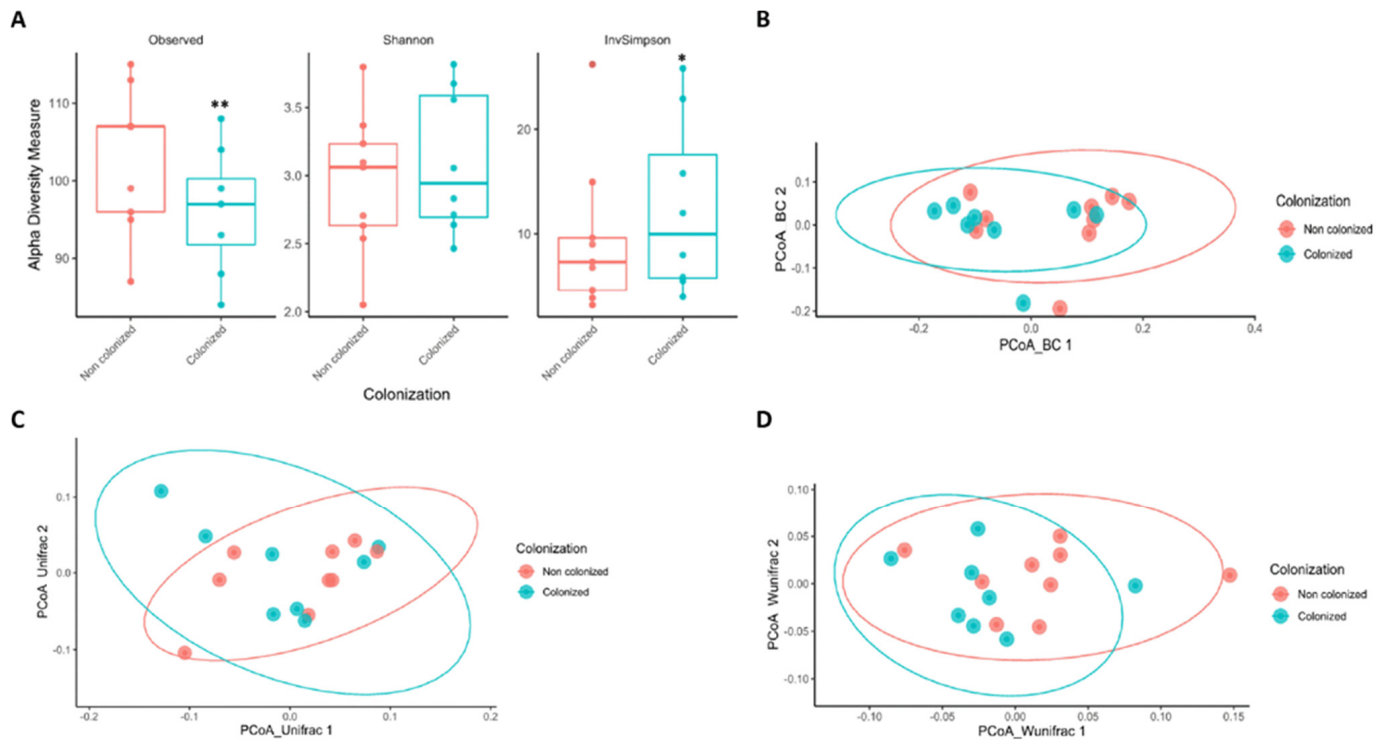 A
Observed
Shannon
InvSimpson
Alpha Diversity Measure
110
100
90
**
3.5
3.0
2.5
2.0
20
10
*
Non colonized
Colonized
Non colonized
Colonized
Non colonized
Colonized
Colonization
B
PCoA_BC 2
0.1
0.0
-0.1
-0.2
-0.2
0.0
0.2
0.4
PCoA_BC 1
Colonization
Non colonized
Colonized
C
PCoA_Unifrac 2
0.1
0.0
-0.1
-0.2
-0.1
0.0
0.1
0.2
PCoA_Unifrac 1
Colonization
Non colonized
Colonized
D
PCoA_Wunifrac 2
0.10
0.05
0.00
-0.05
-0.10
-0.10
-0.05
0.00
0.05
0.10
0.15
PCoA_Wunifrac 1
Colonization
Non colonized
Colonized